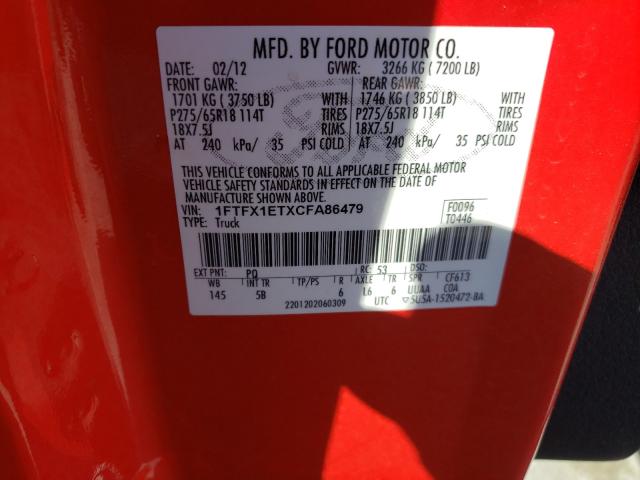 MFD. BY FORD MOTOR CO.
DATE: 02/12 GVWR: 3266 KG ( 7200 LB)
FRONT GAWR: REAR GAWR:
1701 KG ( 3750 LB) WITH 1746 KG ( 3850 LB) WITH
P275/65R18 114T TIRES P275/65R18 114T TIRES
18X7.5J RIMS 18X7.5J RIMS
AT 240 kPa/ 35 PSI COLD AT 240 kPa/ 35 PSI COLD
THIS VEHICLE CONFORMS TO ALL APPLICABLE FEDERAL MOTOR
VEHICLE SAFETY STANDARDS IN EFFECT ON THE DATE OF
MANUFACTURE SHOWN ABOVE.
VIN: 1FTFX1ETXCFA86479 F0096
TYPE: Truck T0446
EXT PNT: PQ RC: 53 DSO:
WB INT TR TP/PS R AXLE TR SPR CF613
145 5B 6 L6 6 UUAA COA
2201202060309 UTC 5U5A-1520472-BA